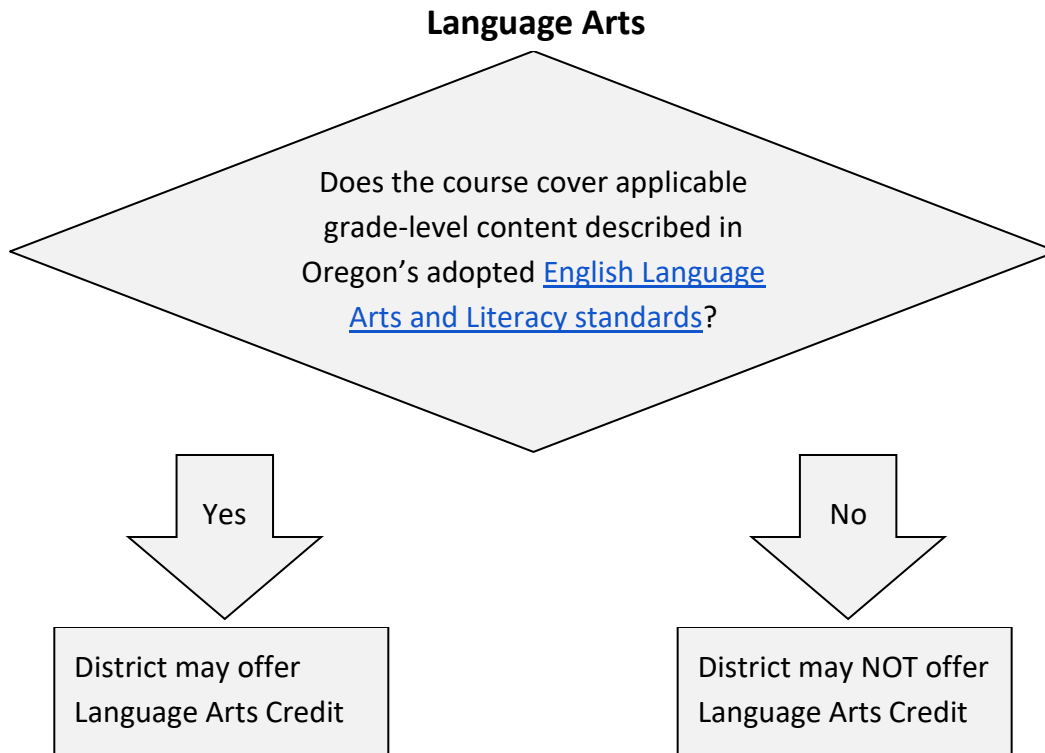 Language Arts
Does the course cover applicable
grade-level content described in
Oregon’s adopted English Language
Arts and Literacy standards?
Yes
No
District may offer
Language Arts Credit
District may NOT offer
Language Arts Credit